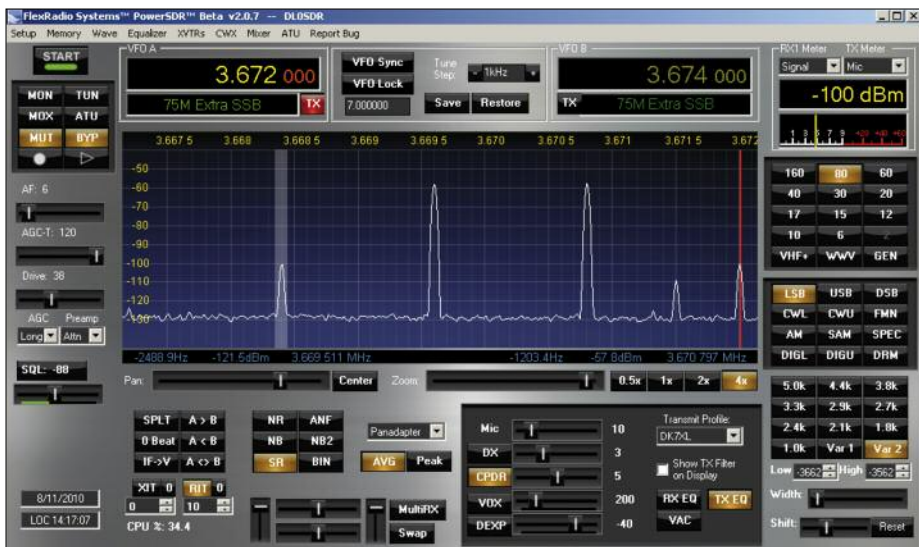 FlexRadio Systems™ PowerSDR™ Beta v2.0.7 -- DL0SDR
Setup Memory Wave Equalizer XVTRs CWX Mixer ATU Report Bug
START
MON TUN
MOX ATU
MUT BYP
AF: 6
AGC-T: 120
Drive: 38
AGC Preamp
Long Attn
SQL: -88
8/11/2010
LOC 14:17:07
VFO A
3.672 000
75M Extra SSB TX
VFO Sync
VFO Lock
7.000000
Tune
Step:
- 1kHz +
Save Restore
VFO B
3.674 000
TX 75M Extra SSB
RX1 Meter TX Meter
Signal Mic
-100 dBm
1 3 5 7 9 +20 +40 +60
3.667 5 3.668 3.668 5 3.669 3.669 5 3.670 3.670 5 3.671 3.671 5 3.672
-50
-60
-70
-80
-90
-100
-110
-120
-130
-2488.9Hz -121.5dBm 3.669 511 MHz -1203.4Hz -57.8dBm 3.670 797 MHz
Pan: Center Zoom: 0.5x 1x 2x 4x
160 80 60
40 30 20
17 15 12
10 6 2
VHF+ WWV GEN
LSB USB DSB
CWL CWU FMN
AM SAM SPEC
DIGL DIGU DRM
5.0k 4.4k 3.8k
3.3k 2.9k 2.7k
2.4k 2.1k 1.8k
1.0k Var 1 Var 2
Low -3662 High -3562
Width:
Shift: Reset
SPLT A > B
0 Beat A < B
IF->V A <> B
XIT 0 RIT 0
0 10
CPU %: 34.4
NR ANF
NB NB2
SR BIN
Panadapter
AVG Peak
MultiRX
Swap
Mic 10
DX 3
CPDR 5
VOX 200
DEXP -40
Transmit Profile:
DK7XL
Show TX Filter
on Display
RX EQ TX EQ
VAC